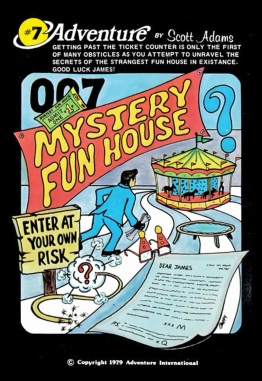 #7
Adventure BY Scott Adams
GETTING PAST THE TICKET COUNTER IS ONLY THE FIRST
OF MANY OBSTACLES AS YOU ATTEMPT TO UNRAVEL THE
SECRETS OF THE STRANGEST FUN HOUSE IN EXISTANCE.
GOOD LUCK JAMES!
007
MYSTERY
FUN HOUSE
?
ENTER AT
YOUR OWN
RISK
?
DEAR JAMES
XXX M
Q
© Copyright 1979 Adventure International